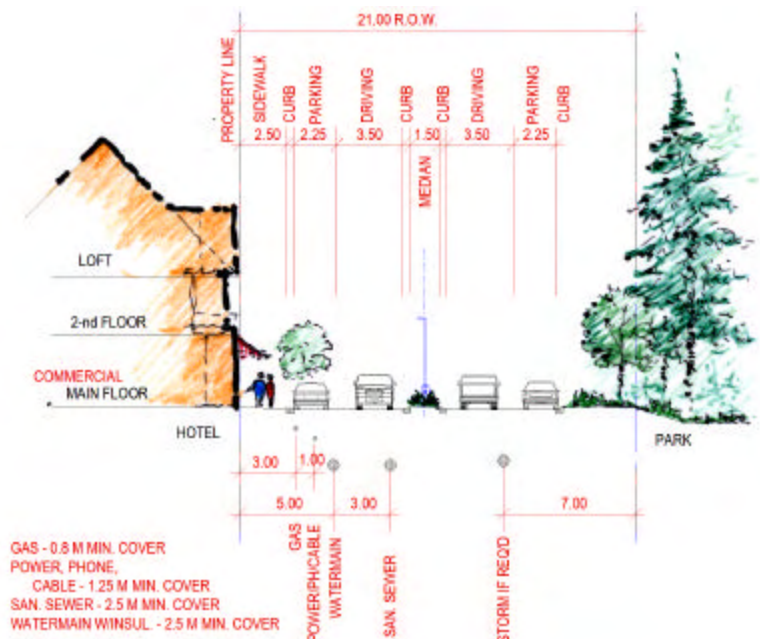 21.00 R.O.W.
PROPERTY LINE
SIDEWALK
CURB
PARKING
DRIVING
CURB
CURB
DRIVING
PARKING
CURB
2.50
2.25
3.50
1.50
3.50
2.25
MEDIAN
LOFT
2-nd FLOOR
COMMERCIAL
MAIN FLOOR
HOTEL
PARK
3.00
1.00
5.00
3.00
7.00
GAS
POWER/PH/CABLE
WATERMAIN
SAN. SEWER
STORM IF REQ'D
GAS - 0.8 M MIN. COVER
POWER, PHONE,
CABLE - 1.25 M MIN. COVER
SAN. SEWER - 2.5 M MIN. COVER
WATERMAIN W\INSUL. - 2.5 M MIN. COVER